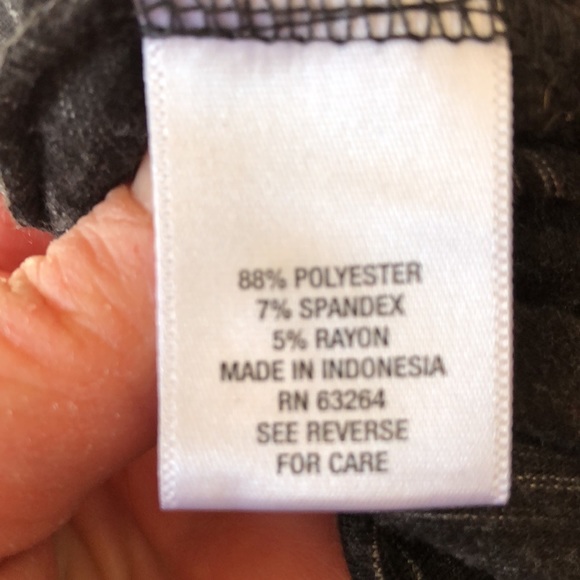 88% POLYESTER
7% SPANDEX
5% RAYON
MADE IN INDONESIA
RN 63264
SEE REVERSE
FOR CARE